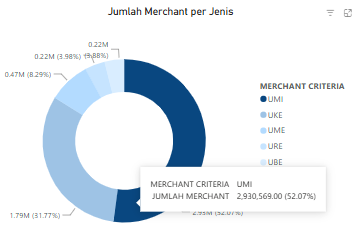 Jumlah Merchant per Jenis
0.22M
0.22M (3.98%) (3.88%)
0.47M (8.29%)
MERCHANT CRITERIA
UMI
UKE
UME
URE
UBE
MERCHANT CRITERIA UMI
JUMLAH MERCHANT 2,930,569.00 (52.07%)
1.79M (31.77%)
2.93M (52.07%)